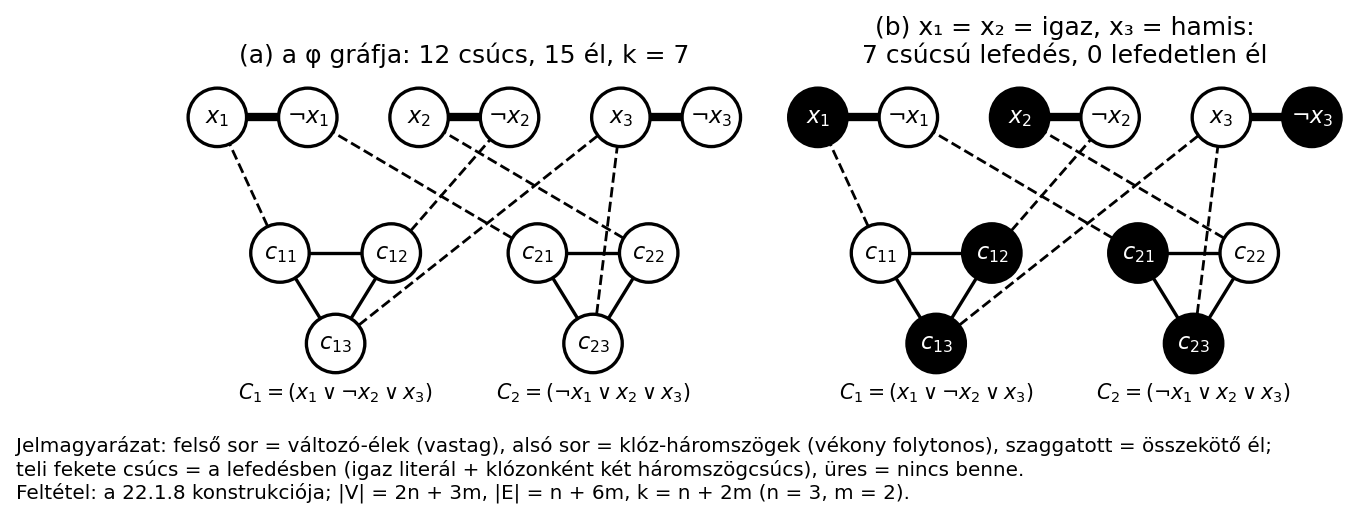 (a) a φ gráfja: 12 csúcs, 15 él, k = 7
x₁ ¬x₁ x₂ ¬x₂ x₃ ¬x₃
c₁₁ c₁₂ c₂₁ c₂₂
c₁₃ c₂₃
C₁ = (x₁ ∨ ¬x₂ ∨ x₃) C₂ = (¬x₁ ∨ x₂ ∨ x₃)
(b) x₁ = x₂ = igaz, x₃ = hamis:
7 csúcsú lefedés, 0 lefedetlen él
x₁ ¬x₁ x₂ ¬x₂ x₃ ¬x₃
c₁₁ c₁₂ c₂₁ c₂₂
c₁₃ c₂₃
C₁ = (x₁ ∨ ¬x₂ ∨ x₃) C₂ = (¬x₁ ∨ x₂ ∨ x₃)
Jelmagyarázat: felső sor = változó-élek (vastag), alsó sor = klóz-háromszögek (vékony folytonos), szaggatott = összekötő él;
teli fekete csúcs = a lefedésben (igaz literál + klózonként két háromszögcsúcs), üres = nincs benne.
Feltétel: a 22.1.8 konstrukciója; |V| = 2n + 3m, |E| = n + 6m, k = n + 2m (n = 3, m = 2).